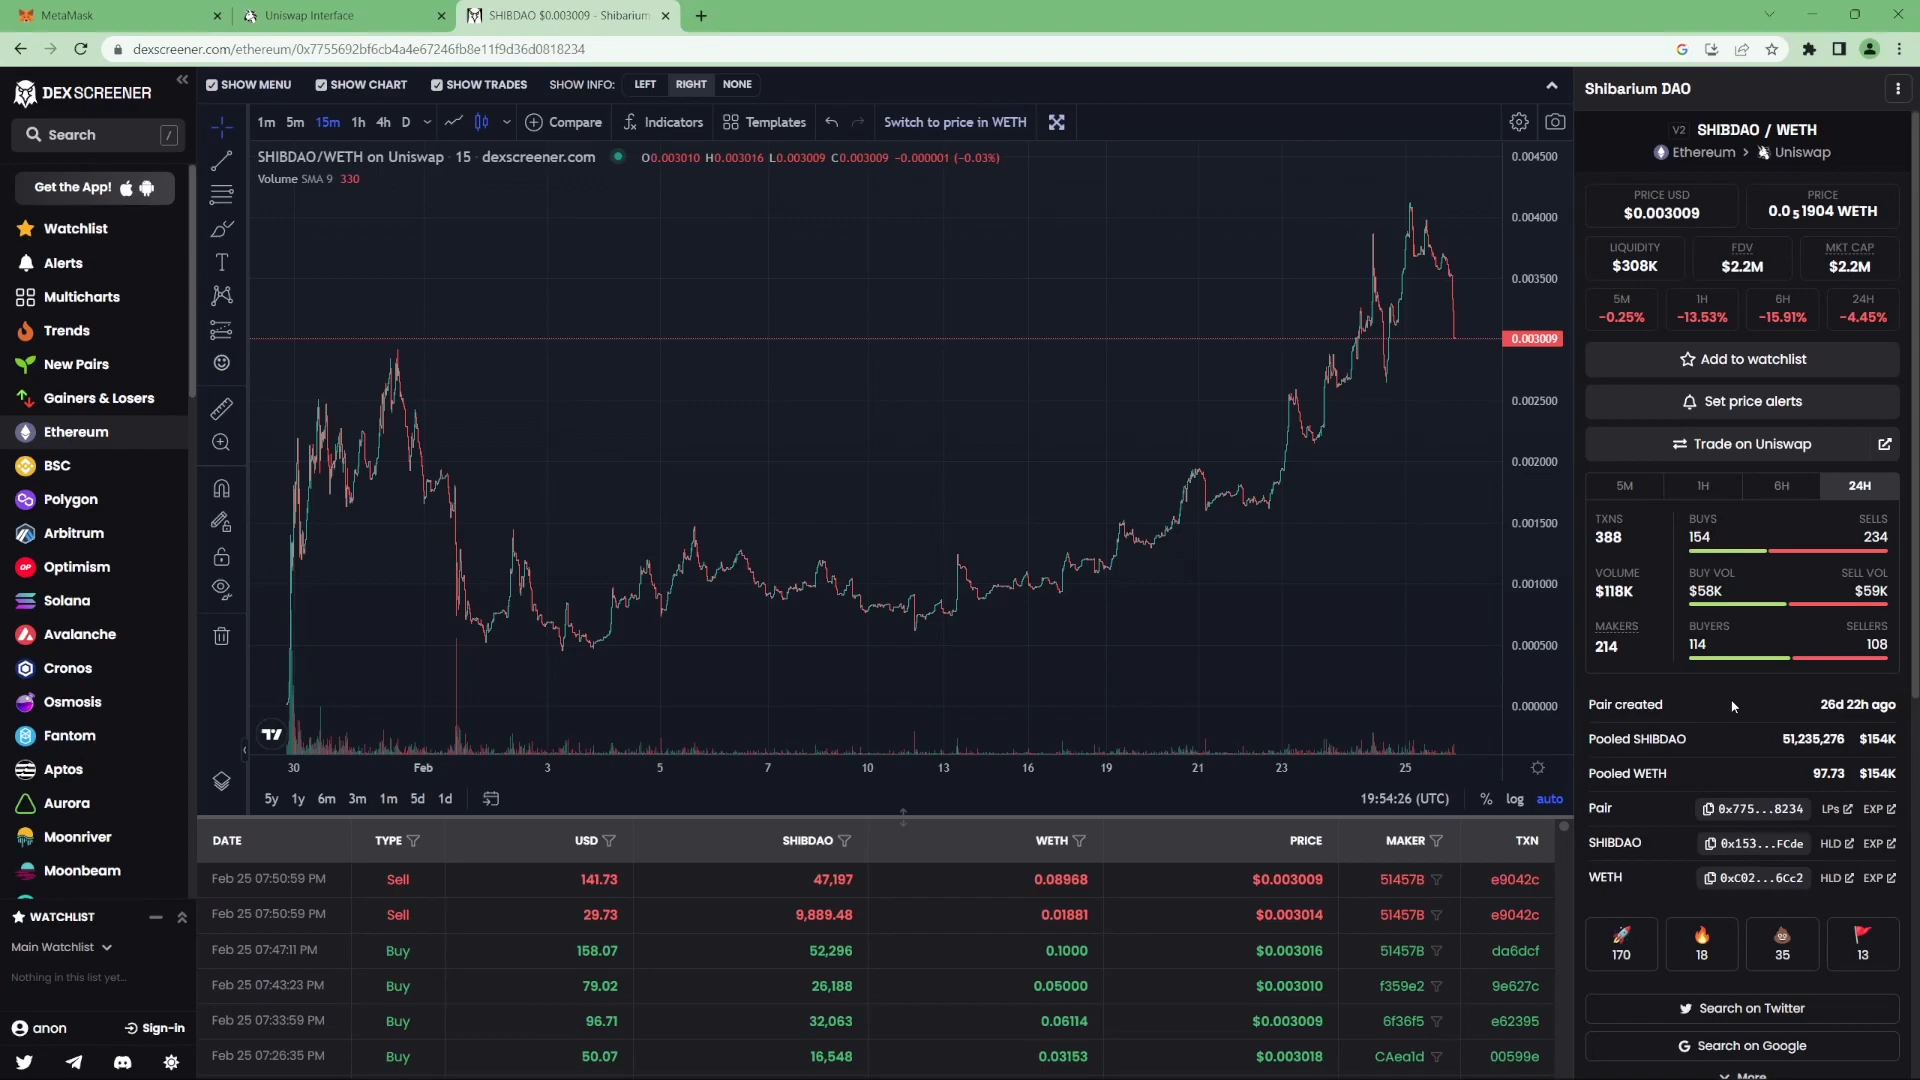 MetaMask
Uniswap Interface
SHIBDAO $0.003009 - Shibarium
dexscreener.com/ethereum/0x7755692bf6cb4a4e67246fb8e11f9d36d0818234
DEX SCREENER
Search /
Get the App!
Watchlist
Alerts
Multicharts
Trends
New Pairs
Gainers & Losers
Ethereum
BSC
Polygon
Arbitrum
OP Optimism
Solana
Avalanche
Cronos
Osmosis
Fantom
Aptos
Aurora
Moonriver
Moonbeam
WATCHLIST
Main Watchlist
Nothing in this list yet...
anon Sign-in
SHOW MENU SHOW CHART SHOW TRADES SHOW INFO: LEFT RIGHT NONE
1m 5m 15m 1h 4h D Compare Indicators Templates Switch to price in WETH
SHIBDAO/WETH on Uniswap · 15 · dexscreener.com O0.003010 H0.003016 L0.003009 C0.003009 -0.000001 (-0.03%)
Volume SMA 9 330
0.004500
0.004000
0.003500
0.003009
0.002500
0.002000
0.001500
0.001000
0.000500
0.000000
30 Feb 3 5 7 10 13 16 19 21 23 25
5y 1y 6m 3m 1m 5d 1d 19:54:26 (UTC) % log auto
DATE TYPE USD SHIBDAO WETH PRICE MAKER TXN
Feb 25 07:50:59 PM Sell 141.73 47,197 0.08968 $0.003009 51457B e9042c
Feb 25 07:50:59 PM Sell 29.73 9,889.48 0.01881 $0.003014 51457B e9042c
Feb 25 07:47:11 PM Buy 158.07 52,296 0.1000 $0.003016 51457B da6dcf
Feb 25 07:43:23 PM Buy 79.02 26,188 0.05000 $0.003010 f359e2 9e627c
Feb 25 07:33:59 PM Buy 96.71 32,063 0.06114 $0.003009 6f36f5 e62395
Feb 25 07:26:35 PM Buy 50.07 16,548 0.03153 $0.003018 CAea1d 00599e
Shibarium DAO
V2 SHIBDAO / WETH
Ethereum > Uniswap
PRICE USD PRICE
$0.003009 0.0₅1904 WETH
LIQUIDITY FDV MKT CAP
$308K $2.2M $2.2M
5M 1H 6H 24H
-0.25% -13.53% -15.91% -4.45%
Add to watchlist
Set price alerts
Trade on Uniswap
5M 1H 6H 24H
TXNS BUYS SELLS
388 154 234
VOLUME BUY VOL SELL VOL
$118K $58K $59K
MAKERS BUYERS SELLERS
214 114 108
Pair created 26d 22h ago
Pooled SHIBDAO 51,235,276 $154K
Pooled WETH 97.73 $154K
Pair 0x775...8234 LPs EXP
SHIBDAO 0x153...FCde HLD EXP
WETH 0xC02...6Cc2 HLD EXP
170 18 35 13
Search on Twitter
Search on Google
More